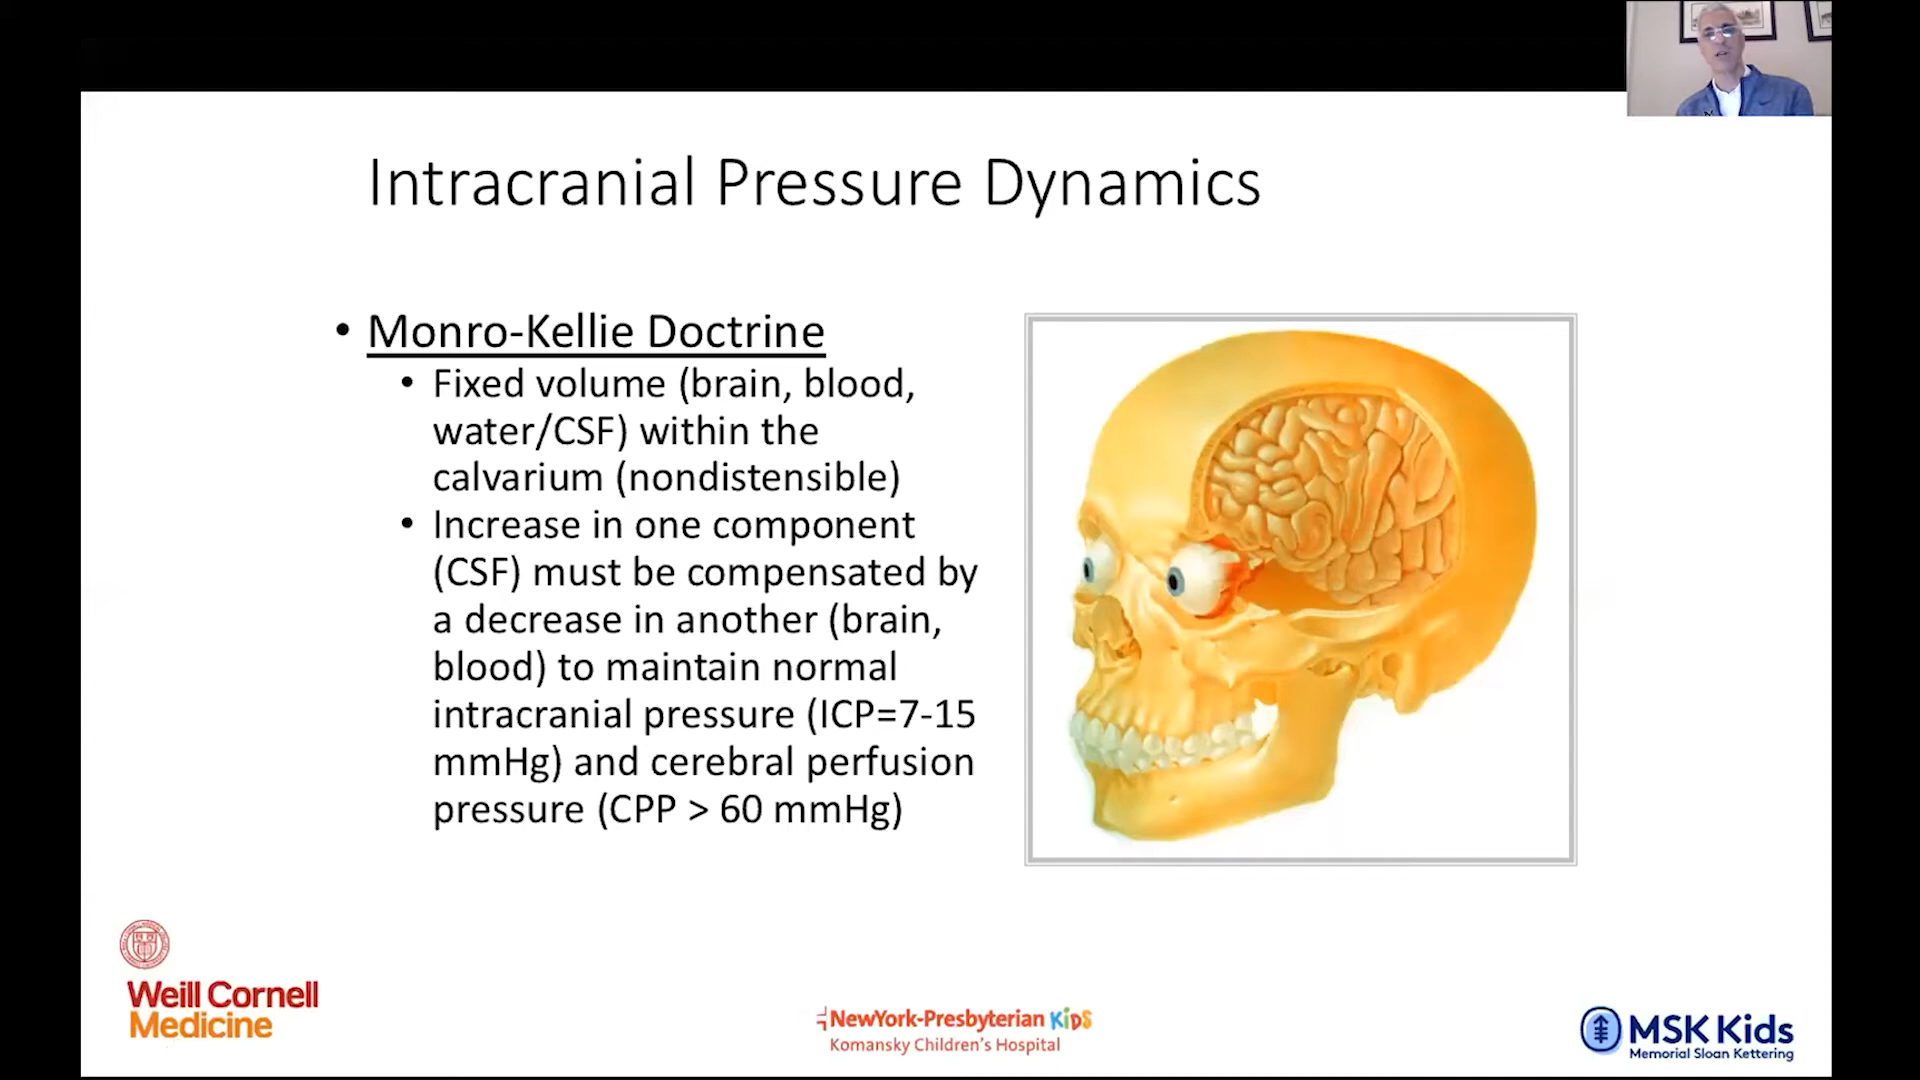 Intracranial Pressure Dynamics
• Monro-Kellie Doctrine
• Fixed volume (brain, blood,
water/CSF) within the
calvarium (nondistensible)
• Increase in one component
(CSF) must be compensated by
a decrease in another (brain,
blood) to maintain normal
intracranial pressure (ICP=7-15
mmHg) and cerebral perfusion
pressure (CPP > 60 mmHg)
Weill Cornell
Medicine
NewYork-Presbyterian KiDS
Komansky Children's Hospital
MSK Kids
Memorial Sloan Kettering